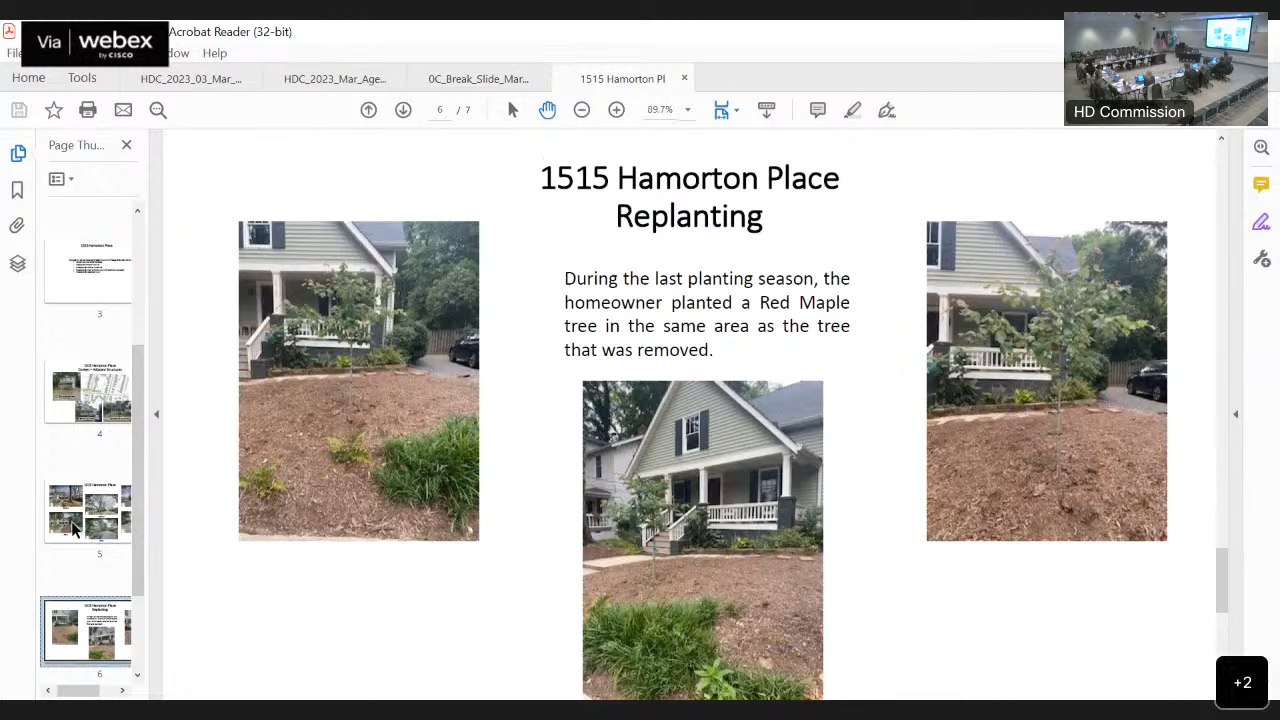 Via webex
by CISCO
Acrobat Reader (32-bit)
Help
Home
Tools
HDC_2023_03_Mar_...
HDC_2023_Mar_Age...
0C_Break_Slide_Mar...
1515 Hamorton Pl
6 / 7
89.7%
HD Commission
Page Thu...
1515 Hamorton Place
Replanting
During the last planting season, the
homeowner planted a Red Maple
tree in the same area as the tree
that was removed.
3
4
5
6
+2